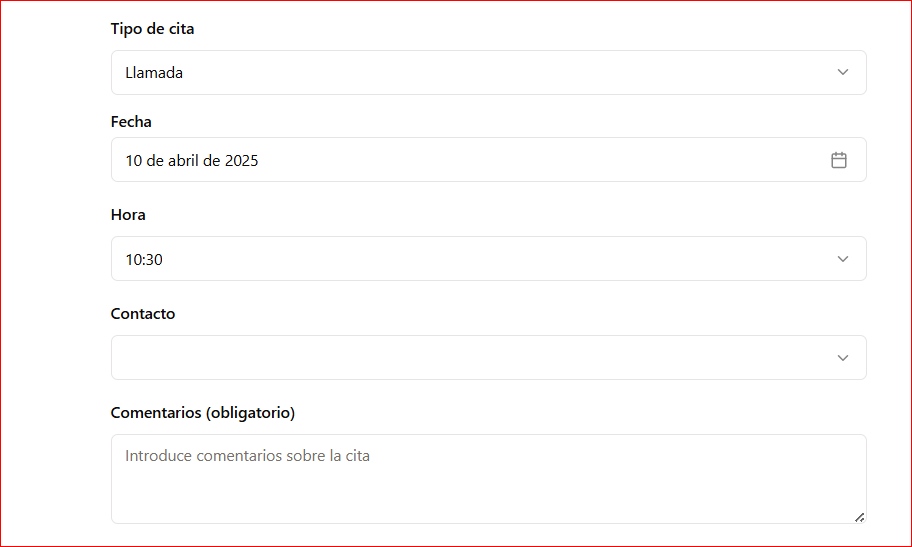 Tipo de cita
Llamada
Fecha
10 de abril de 2025
Hora
10:30
Contacto
Comentarios (obligatorio)
Introduce comentarios sobre la cita